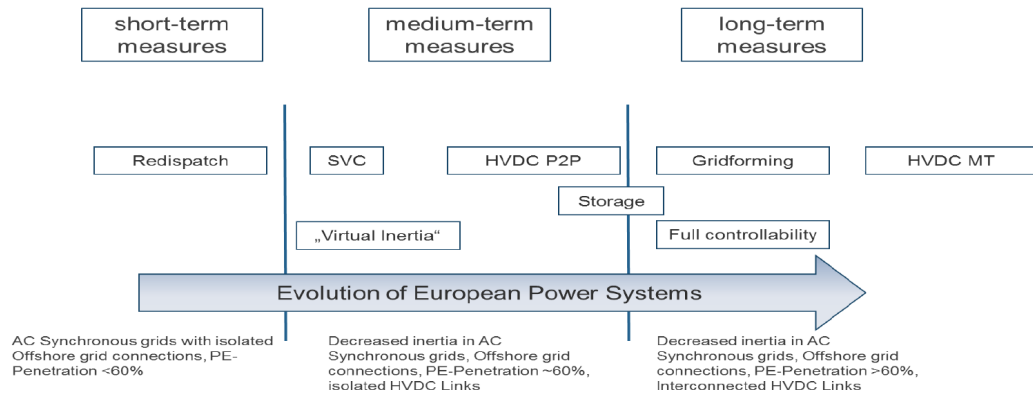 short-term
measures
medium-term
measures
long-term
measures
Redispatch
SVC
HVDC P2P
Gridforming
HVDC MT
Storage
„Virtual Inertia“
Full controllability
Evolution of European Power Systems
AC Synchronous grids with isolated
Offshore grid connections, PE-
Penetration <60%
Decreased inertia in AC
Synchronous grids, Offshore grid
connections, PE-Penetration ~60%,
isolated HVDC Links
Decreased inertia in AC
Synchronous grids, Offshore grid
connections, PE-Penetration >60%,
Interconnected HVDC Links